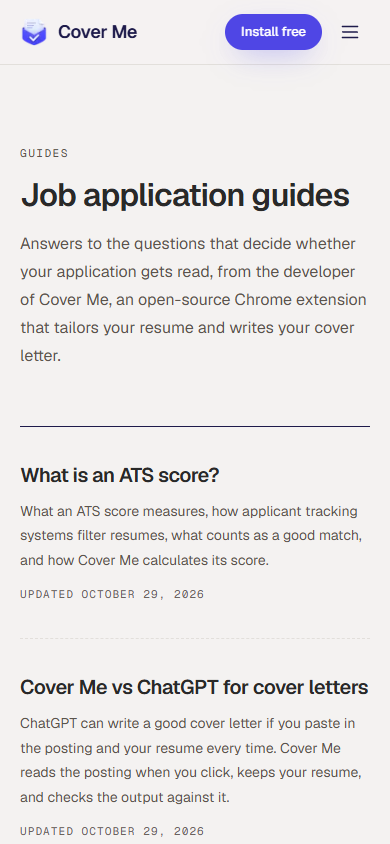 Cover Me
Install free
GUIDES
Job application guides
Answers to the questions that decide whether
your application gets read, from the developer
of Cover Me, an open-source Chrome extension
that tailors your resume and writes your cover
letter.
What is an ATS score?
What an ATS score measures, how applicant tracking
systems filter resumes, what counts as a good match,
and how Cover Me calculates its score.
UPDATED OCTOBER 29, 2026
Cover Me vs ChatGPT for cover letters
ChatGPT can write a good cover letter if you paste in
the posting and your resume every time. Cover Me
reads the posting when you click, keeps your resume,
and checks the output against it.
UPDATED OCTOBER 29, 2026